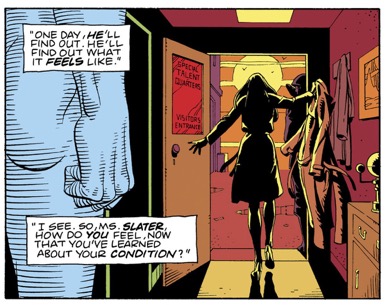 "ONE DAY, HE'LL
FIND OUT. HE'LL
FIND OUT WHAT
IT FEELS LIKE."
SPECIAL
TALENT
QUARTERS
VISITORS
ENTRANCE
"I SEE. SO, MS. SLATER,
HOW DO YOU FEEL, NOW
THAT YOU'VE LEARNED
ABOUT YOUR CONDITION?"